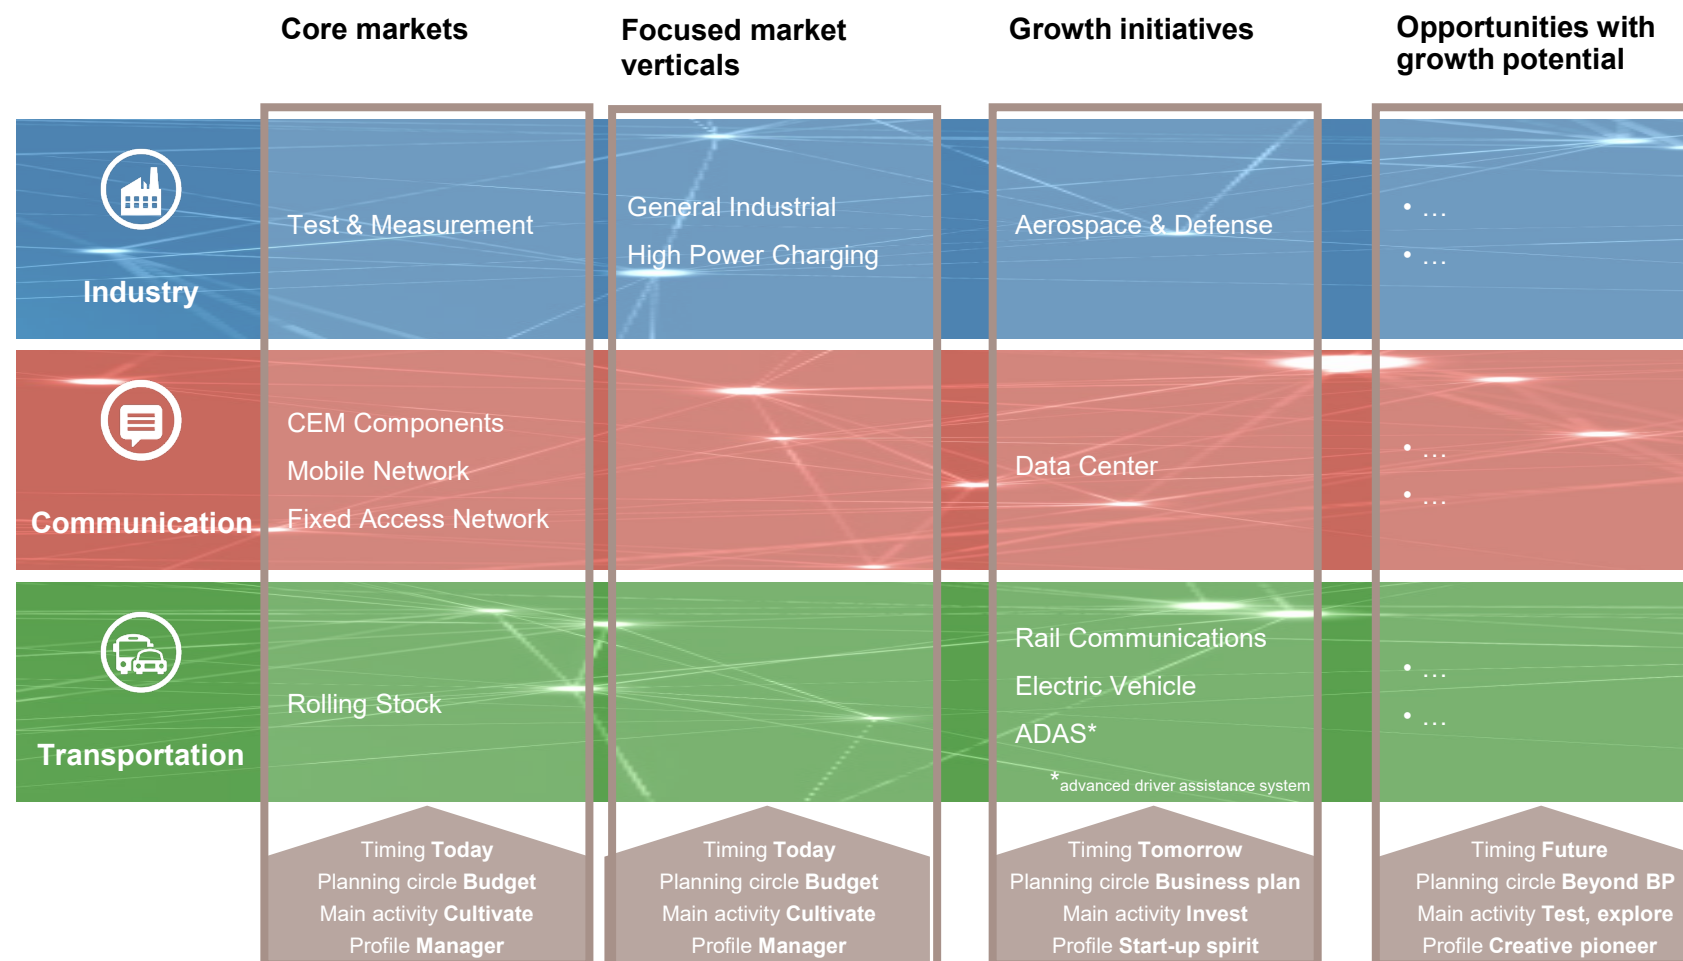 Core markets
Focused market
verticals
Growth initiatives
Opportunities with
growth potential
Industry
Test & Measurement
General Industrial
High Power Charging
Aerospace & Defense
• ...
• ...
Communication
CEM Components
Mobile Network
Fixed Access Network
Data Center
• ...
• ...
Transportation
Rolling Stock
Rail Communications
Electric Vehicle
ADAS*
*advanced driver assistance system
• ...
• ...
Timing Today
Planning circle Budget
Main activity Cultivate
Profile Manager
Timing Today
Planning circle Budget
Main activity Cultivate
Profile Manager
Timing Tomorrow
Planning circle Business plan
Main activity Invest
Profile Start-up spirit
Timing Future
Planning circle Beyond BP
Main activity Test, explore
Profile Creative pioneer